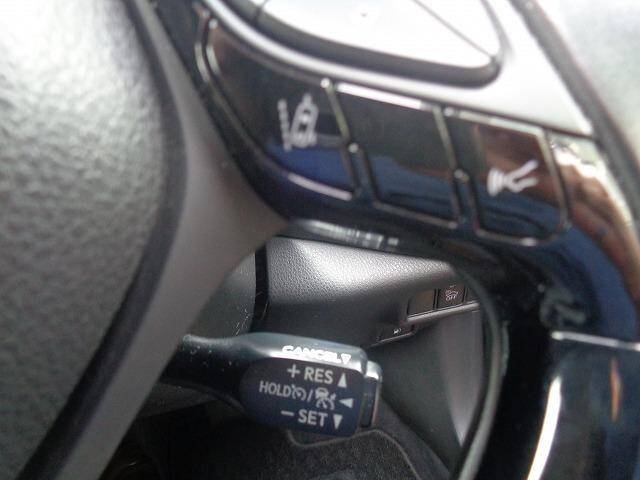 CANCEL
+ RES
HOLD /
− SET